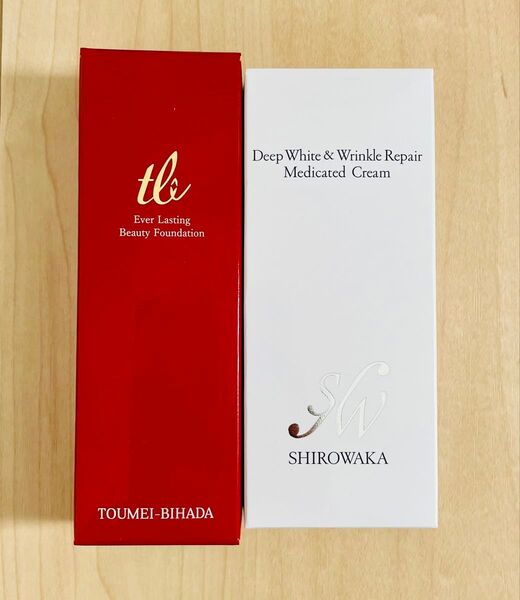 tb
Ever Lasting
Beauty Foundation
TOUMEI-BIHADA
Deep White & Wrinkle Repair
Medicated Cream
SW
SHIROWAKA